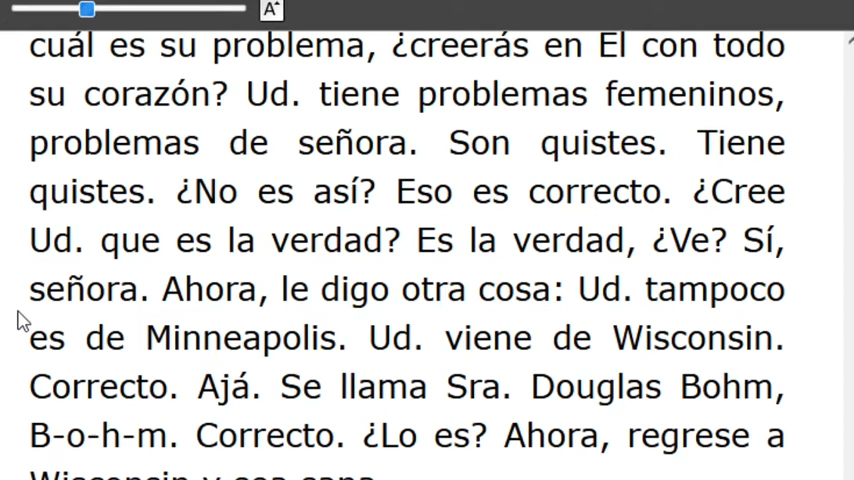 A
cuál es su problema, ¿creerás en El con todo
su corazón? Ud. tiene problemas femeninos,
problemas de señora. Son quistes. Tiene
quistes. ¿No es así? Eso es correcto. ¿Cree
Ud. que es la verdad? Es la verdad, ¿Ve? Sí,
señora. Ahora, le digo otra cosa: Ud. tampoco
es de Minneapolis. Ud. viene de Wisconsin.
Correcto. Ajá. Se llama Sra. Douglas Bohm,
B-o-h-m. Correcto. ¿Lo es? Ahora, regrese a
Wisconsin y sea sana